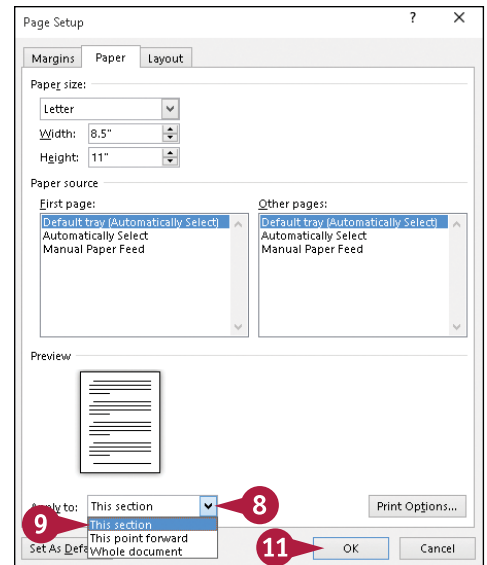 Page Setup ? ×
Margins Paper Layout
Paper size:
Letter
Width: 8.5"
Height: 11"
Paper source
First page: Other pages:
Default tray (Automatically Select) Default tray (Automatically Select)
Automatically Select Automatically Select
Manual Paper Feed Manual Paper Feed
Preview
to: This section 8 Print Options...
9 This section
This point forward
Set As Whole document 11 OK Cancel